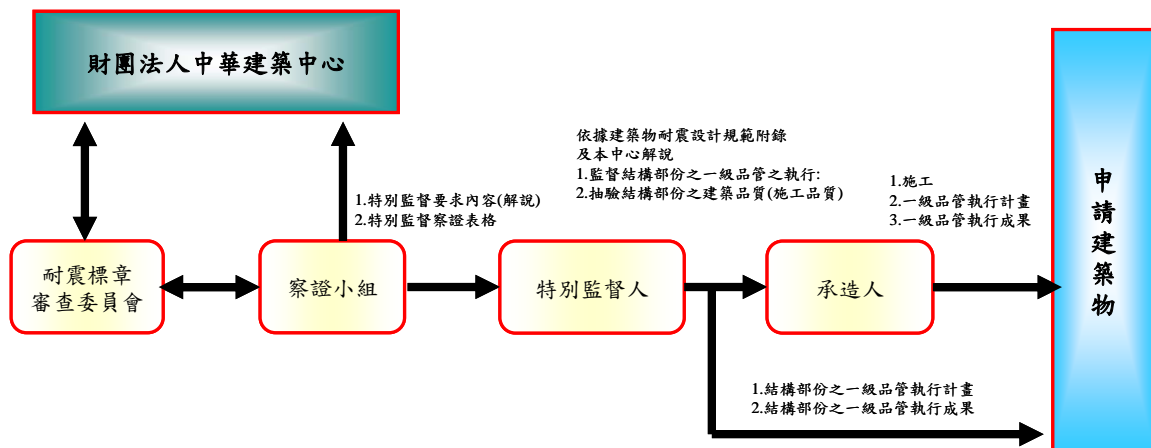 財團法人中華建築中心
依據建築物耐震設計規範附錄
及本中心解說
1.監督結構部份之一級品管之執行:
2.抽驗結構部份之建築品質(施工品質)
1.特別監督要求內容(解說)
2.特別監督察證表格
1.施工
2.一級品管執行計畫
3.一級品管執行成果
耐震標章
審查委員會
察證小組
特別監督人
承造人
申請建築物
1.結構部份之一級品管執行計畫
2.結構部份之一級品管執行成果